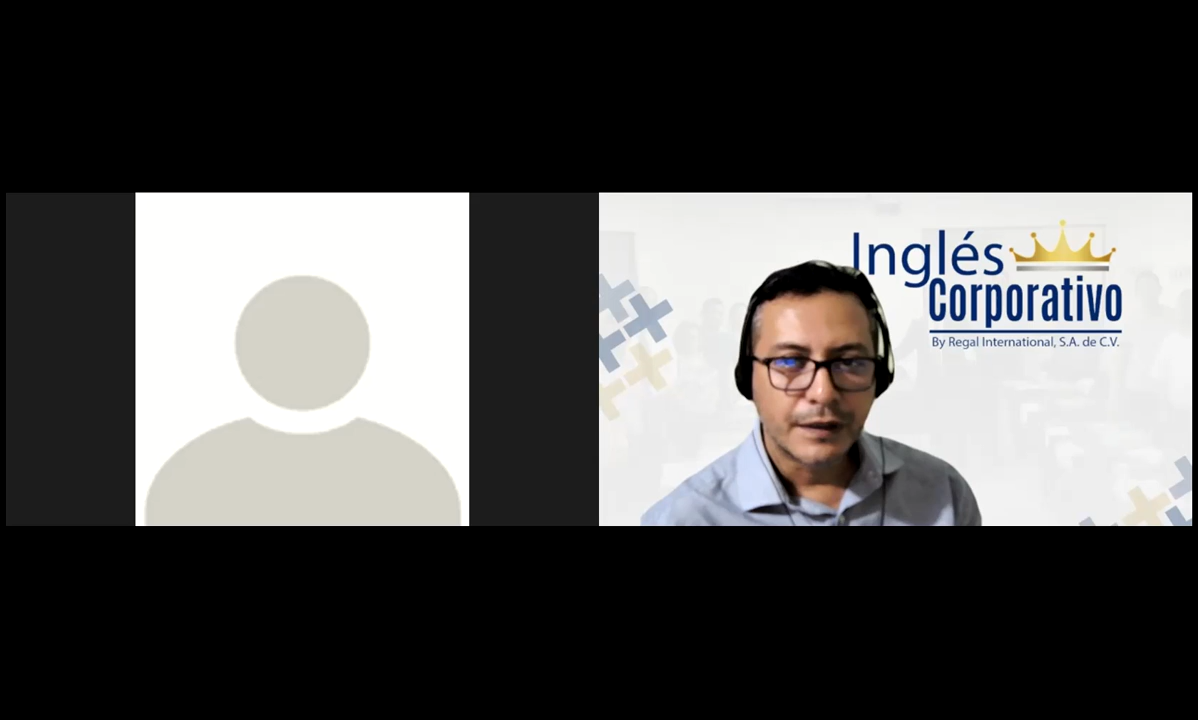 Inglés
Corporativo
By Regal International, S.A. de C.V.